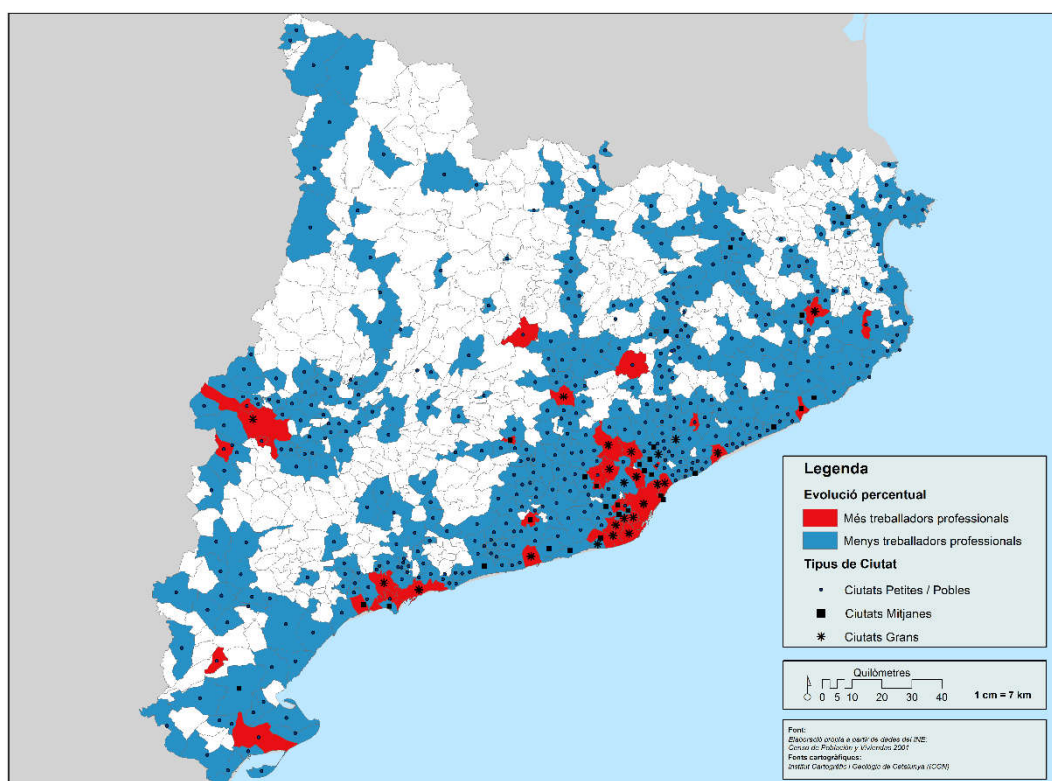 Legenda
Evolució percentual
Més treballadors professionals
Menys treballadors professionals
Tipus de Ciutat
Ciutats Petites / Pobles
Ciutats Mitjanes
Ciutats Grans
Quilòmetres
0 5 10 20 30 40
1 cm = 7 km
Font:
Elaboració pròpia a partir de dades del INE:
Censo de Población y Viviendas 2001
Fonts cartogràfiques:
Institut Cartogràfic i Geològic de Catalunya (ICGC)